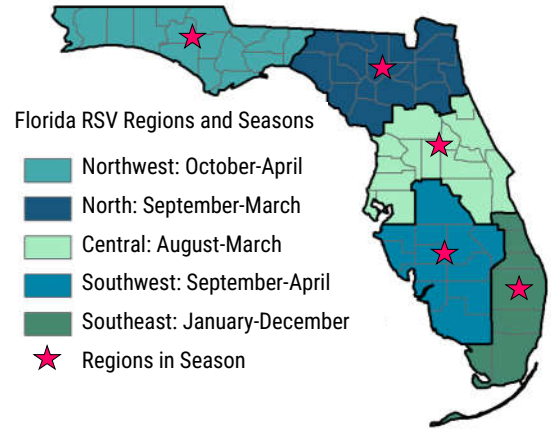 Florida RSV Regions and Seasons
Northwest: October-April
North: September-March
Central: August-March
Southwest: September-April
Southeast: January-December
Regions in Season